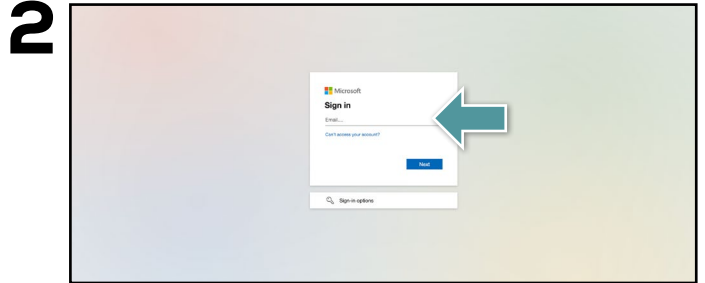 2
Microsoft
Sign in
Email....
Can't access your account?
Next
Sign-in options